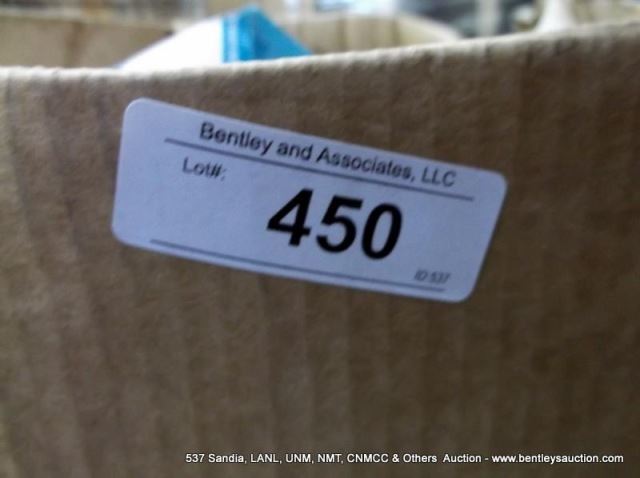 Bentley and Associates, LLC
Lot#:
450
ID:537
537 Sandia, LANL, UNM, NMT, CNMCC & Others Auction - www.bentleysauction.com